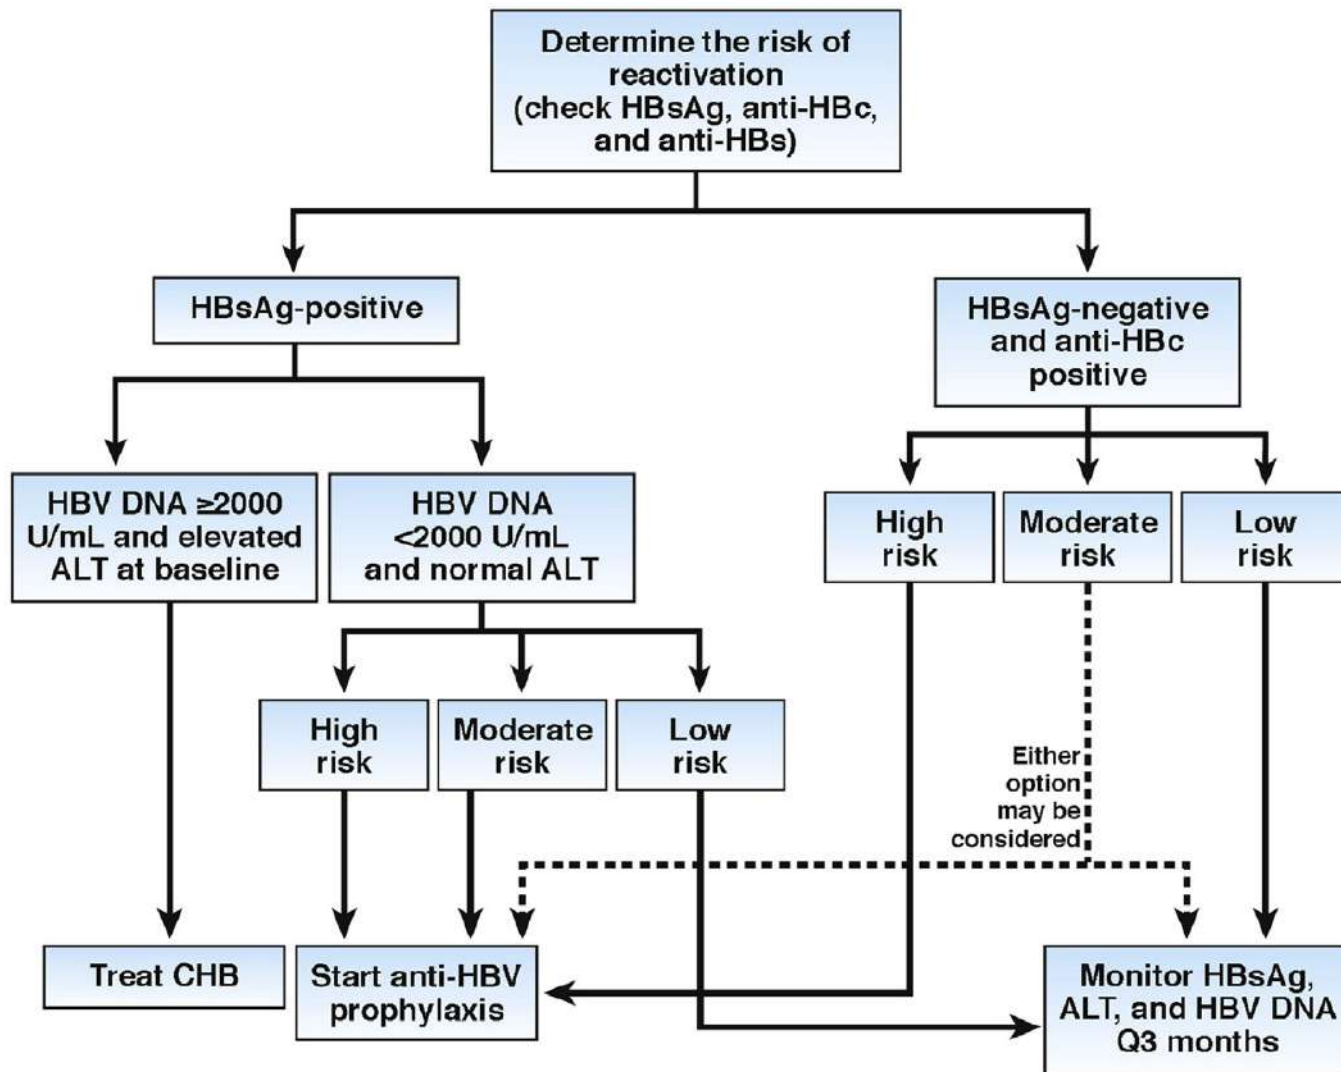 Determine the risk of
reactivation
(check HBsAg, anti-HBc,
and anti-HBs)
HBsAg-positive
HBsAg-negative
and anti-HBc
positive
HBV DNA ≥2000
U/mL and elevated
ALT at baseline
HBV DNA
<2000 U/mL
and normal ALT
High
risk
Moderate
risk
Low
risk
High
risk
Moderate
risk
Low
risk
Either
option
may be
considered
Treat CHB
Start anti-HBV
prophylaxis
Monitor HBsAg,
ALT, and HBV DNA
Q3 months